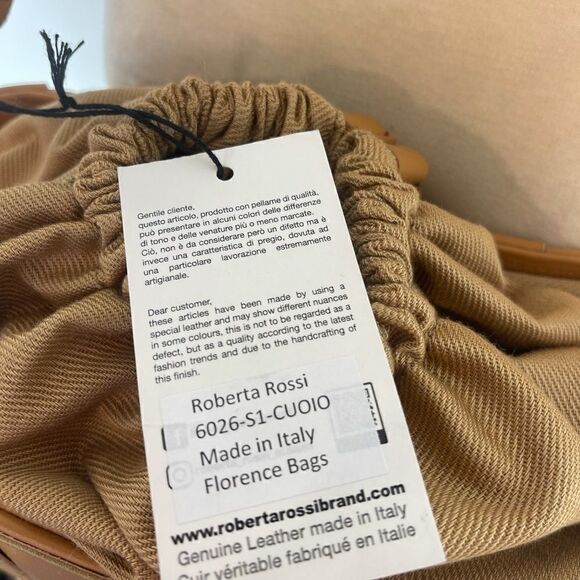 Gentile cliente,
questo articolo, prodotto con pellame di qualità,
può presentare in alcuni colori delle differenze
di tono e delle venature più o meno marcate.
Ciò, non è da considerare però un difetto ma è
invece una caratteristica di pregio, dovuta ad
una particolare lavorazione estremamente
artigianale.
Dear customer,
these articles have been made by using a
special leather and may show different nuances
in some colours, this is not to be regarded as a
defect, but as a quality according to the latest
fashion trends and due to the handcrafting of
this finish.
Roberta Rossi
6026-S1-CUOIO
Made in Italy
Florence Bags
www.robertarossibrand.com
Genuine Leather made in Italy
Cuir véritable fabriqué en Italie